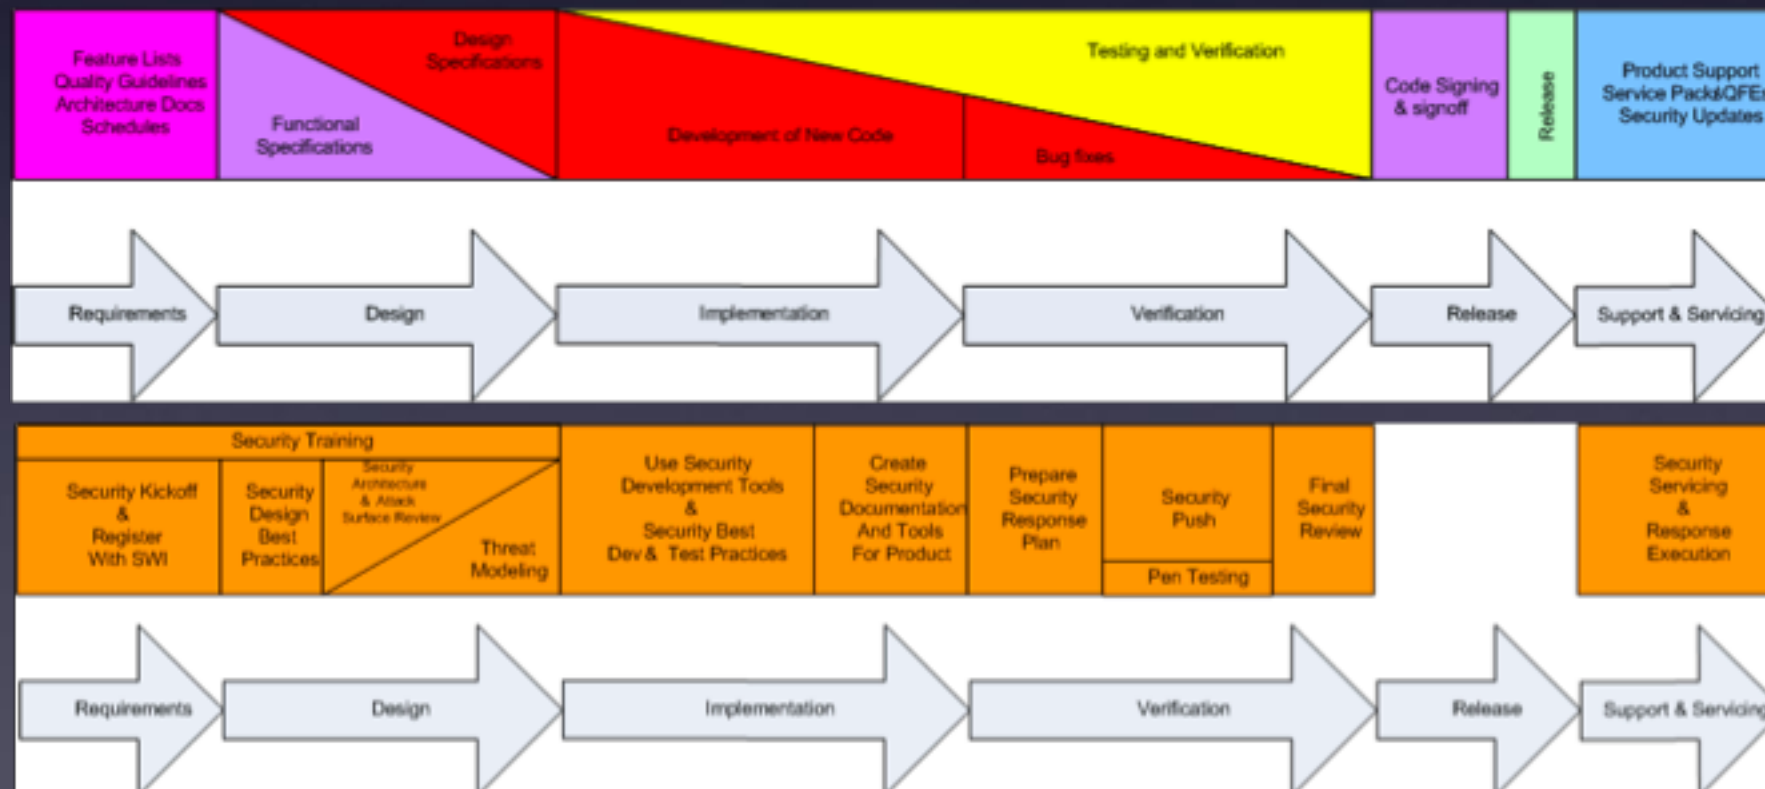 Feature Lists
Quality Guidelines
Architecture Docs
Schedules
Functional
Specifications
Design
Specifications
Development of New Code
Testing and Verification
Bug fixes
Code Signing
& signoff
Release
Product Support
Service Packs/QFEs
Security Updates
Requirements
Design
Implementation
Verification
Release
Support & Servicing
Security Training
Security Kickoff
&
Register
With SWI
Security
Design
Best
Practices
Security
Architecture
& Attack
Surface Review
Threat
Modeling
Use Security
Development Tools
&
Security Best
Dev & Test Practices
Create
Security
Documentation
And Tools
For Product
Prepare
Security
Response
Plan
Security
Push
Pen Testing
Final
Security
Review
Security
Servicing
&
Response
Execution
Requirements
Design
Implementation
Verification
Release
Support & Servicing